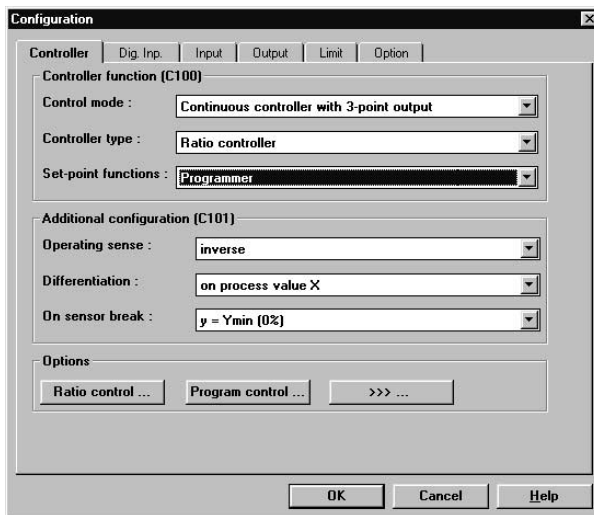 Configuration
Controller Dig. Inp. Input Output Limit Option
Controller function (C100)
Control mode : Continuous controller with 3-point output
Controller type : Ratio controller
Set-point functions : Programmer
Additional configuration (C101)
Operating sense : inverse
Differentiation : on process value X
On sensor break : y = Ymin (0%)
Options
Ratio control ... Program control ... >>> ...
OK Cancel Help